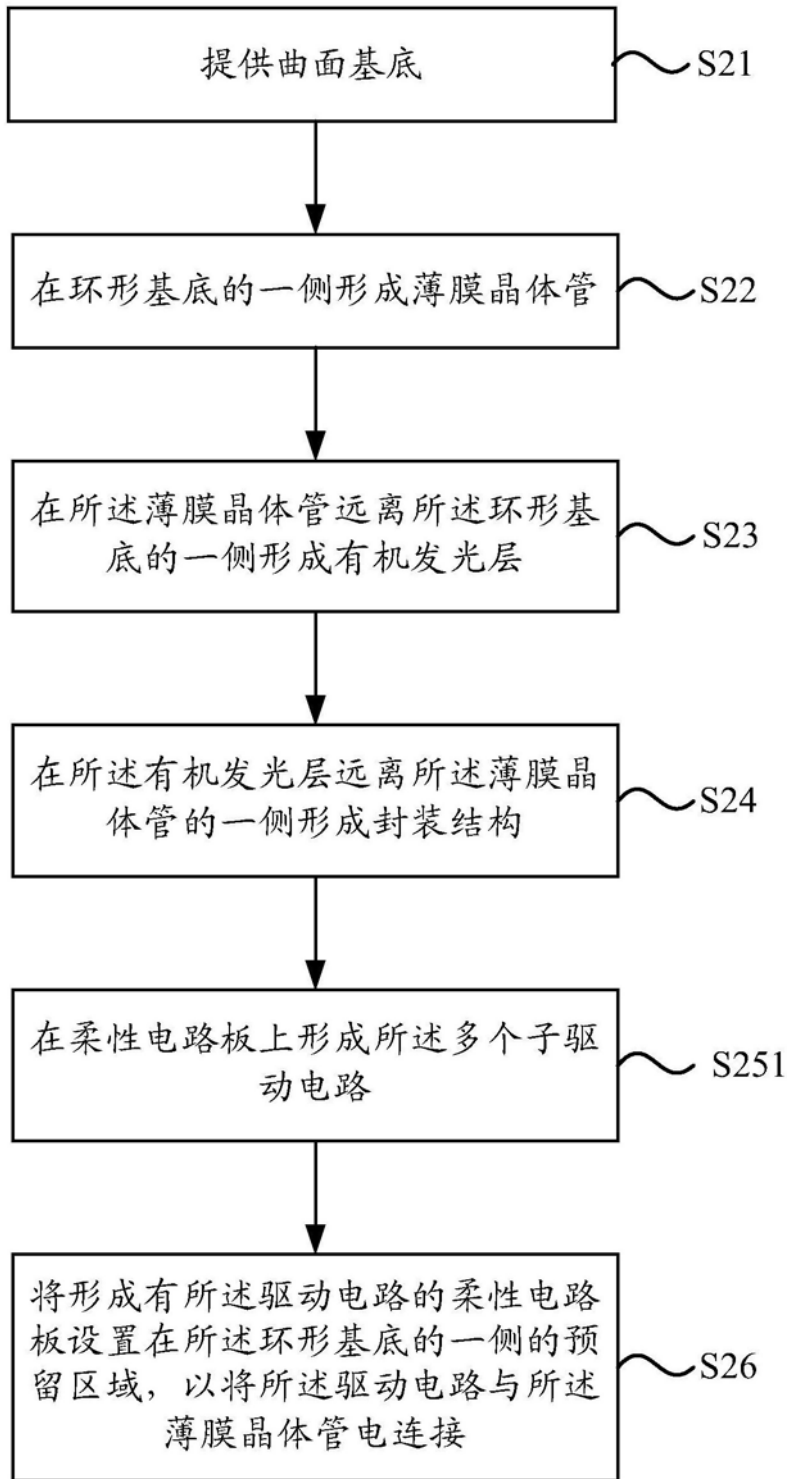 提供曲面基底
S21
在环形基底的一侧形成薄膜晶体管
S22
在所述薄膜晶体管远离所述环形基
底的一侧形成有机发光层
S23
在所述有机发光层远离所述薄膜晶
体管的一侧形成封装结构
S24
在柔性电路板上形成所述多个子驱
动电路
S251
将形成有所述驱动电路的柔性电路
板设置在所述环形基底的一侧的预
留区域，以将所述驱动电路与所述
薄膜晶体管电连接
S26